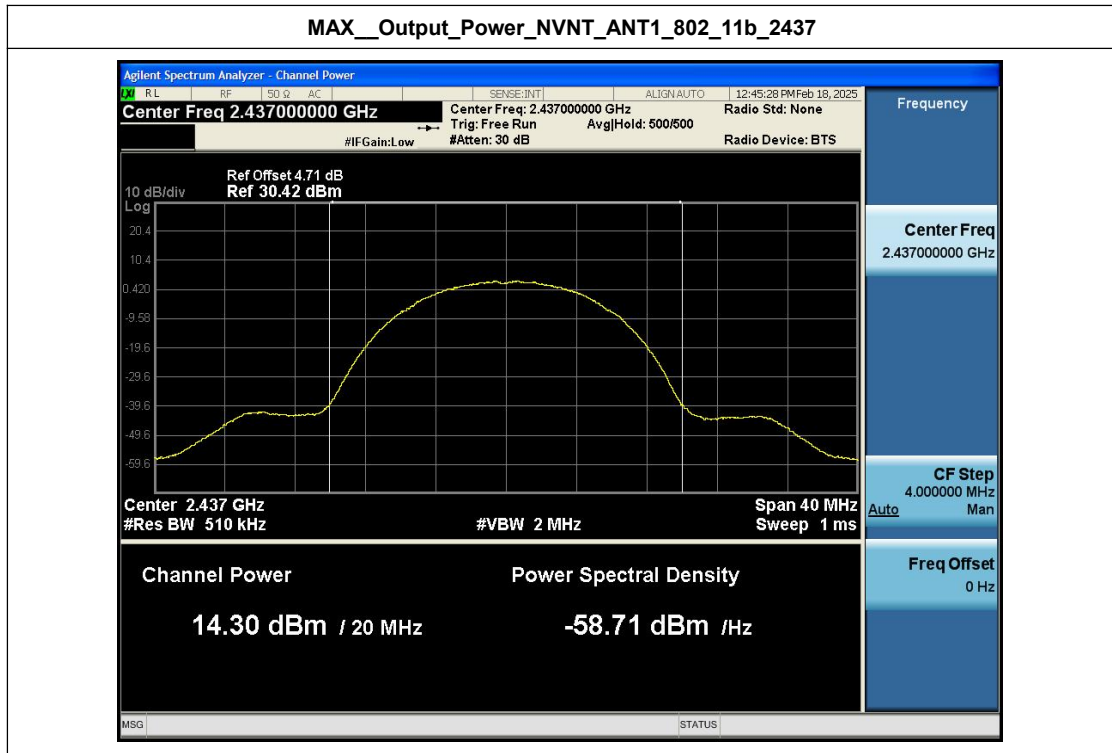 MAX__Output_Power_NVNT_ANT1_802_11b_2437
Agilent Spectrum Analyzer - Channel Power
LXI RL RF 50 Ω AC SENSE:INT ALIGN AUTO 12:45:28 PM Feb 18, 2025
Center Freq 2.437000000 GHz
Center Freq: 2.437000000 GHz
Radio Std: None
Trig: Free Run
Avg|Hold: 500/500
#IFGain:Low
#Atten: 30 dB
Radio Device: BTS
Ref Offset 4.71 dB
10 dB/div
Ref 30.42 dBm
Log
20.4
10.4
0.420
-9.58
-19.6
-29.6
-39.6
-49.6
-59.6
Center 2.437 GHz
Span 40 MHz
#Res BW 510 kHz
#VBW 2 MHz
Sweep 1 ms
Channel Power
Power Spectral Density
14.30 dBm / 20 MHz
-58.71 dBm /Hz
Frequency
Center Freq
2.437000000 GHz
CF Step
4.000000 MHz
Auto Man
Freq Offset
0 Hz
MSG
STATUS